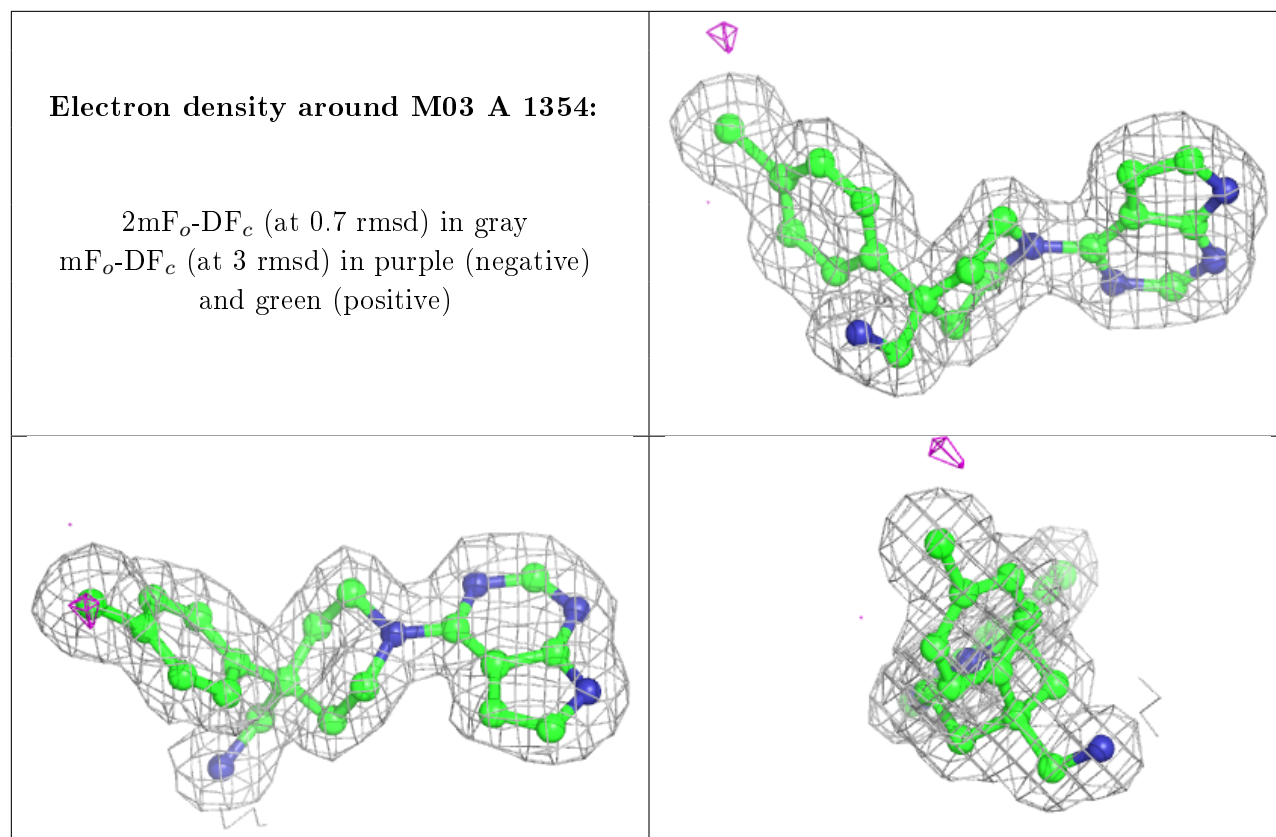 Electron density around M03 A 1354:
2mFo-DFc (at 0.7 rmsd) in gray
mFo-DFc (at 3 rmsd) in purple (negative)
and green (positive)